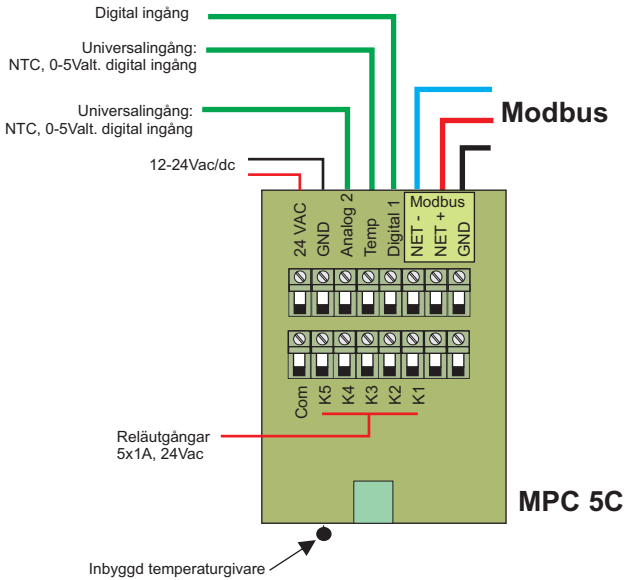 Digital ingång
Universalingång:
NTC, 0-5Valt. digital ingång
Universalingång:
NTC, 0-5Valt. digital ingång
12-24Vac/dc
Modbus
24 VAC
GND
Analog 2
Temp
Digital 1
Modbus
NET -
NET +
GND
Com
K5
K4
K3
K2
K1
Reläutgångar
5x1A, 24Vac
MPC 5C
Inbyggd temperaturgivare